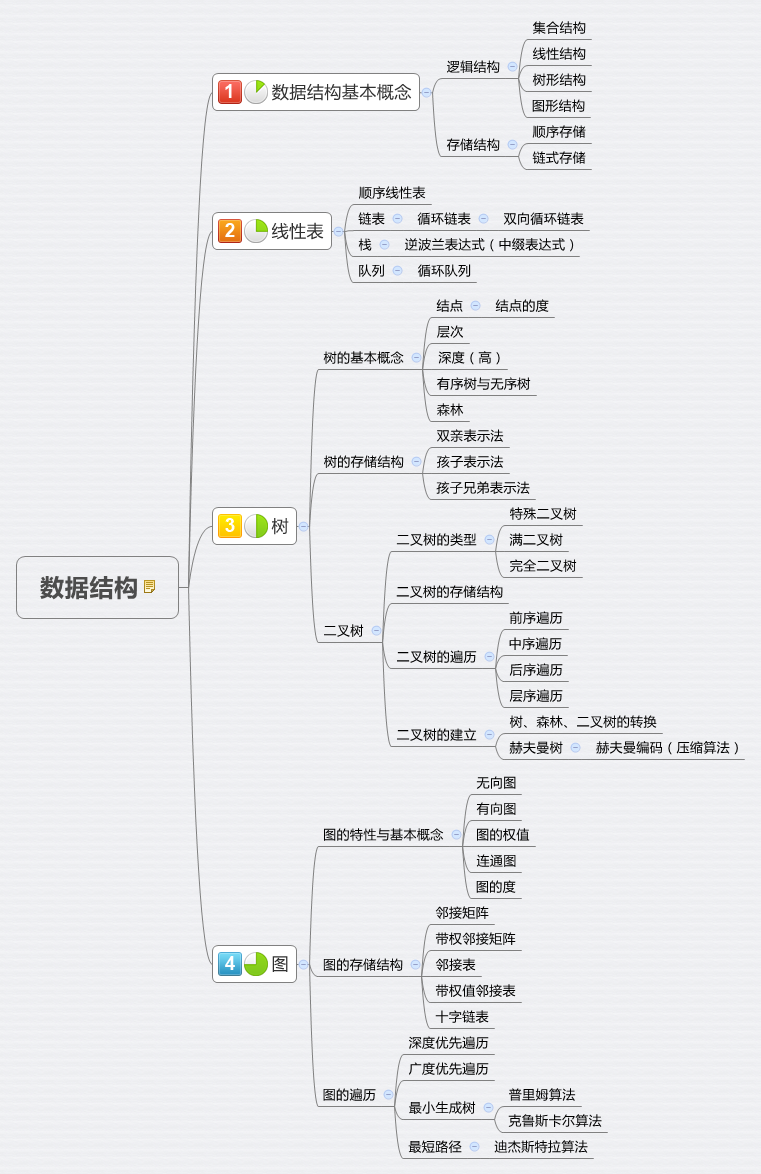 数据结构
1 数据结构基本概念
逻辑结构
集合结构
线性结构
树形结构
图形结构
存储结构
顺序存储
链式存储
2 线性表
顺序线性表
链表 循环链表 双向循环链表
栈 逆波兰表达式（中缀表达式）
队列 循环队列
3 树
树的基本概念
结点 结点的度
层次
深度（高）
有序树与无序树
森林
树的存储结构
双亲表示法
孩子表示法
孩子兄弟表示法
二叉树
二叉树的类型
特殊二叉树
满二叉树
完全二叉树
二叉树的存储结构
二叉树的遍历
前序遍历
中序遍历
后序遍历
层序遍历
二叉树的建立
树、森林、二叉树的转换
赫夫曼树 赫夫曼编码（压缩算法）
4 图
图的特性与基本概念
无向图
有向图
图的权值
连通图
图的度
图的存储结构
邻接矩阵
带权邻接矩阵
邻接表
带权值邻接表
十字链表
图的遍历
深度优先遍历
广度优先遍历
最小生成树
普里姆算法
克鲁斯卡尔算法
最短路径 迪杰斯特拉算法